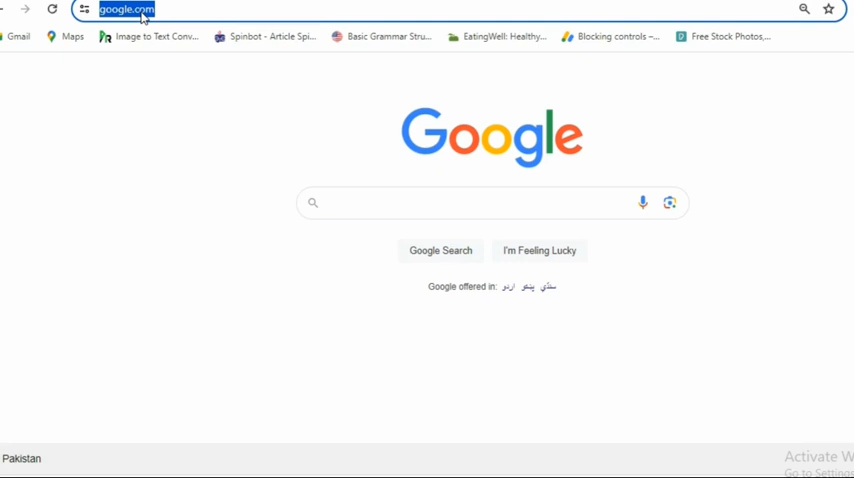 google.com
Gmail Maps Image to Text Conv... Spinbot - Article Spi... Basic Grammar Stru... EatingWell: Healthy... Blocking controls –... Free Stock Photos,...
Google
Google Search I'm Feeling Lucky
Google offered in: اردو پښتو سنڌي
Pakistan
Activate W
Go to Settings